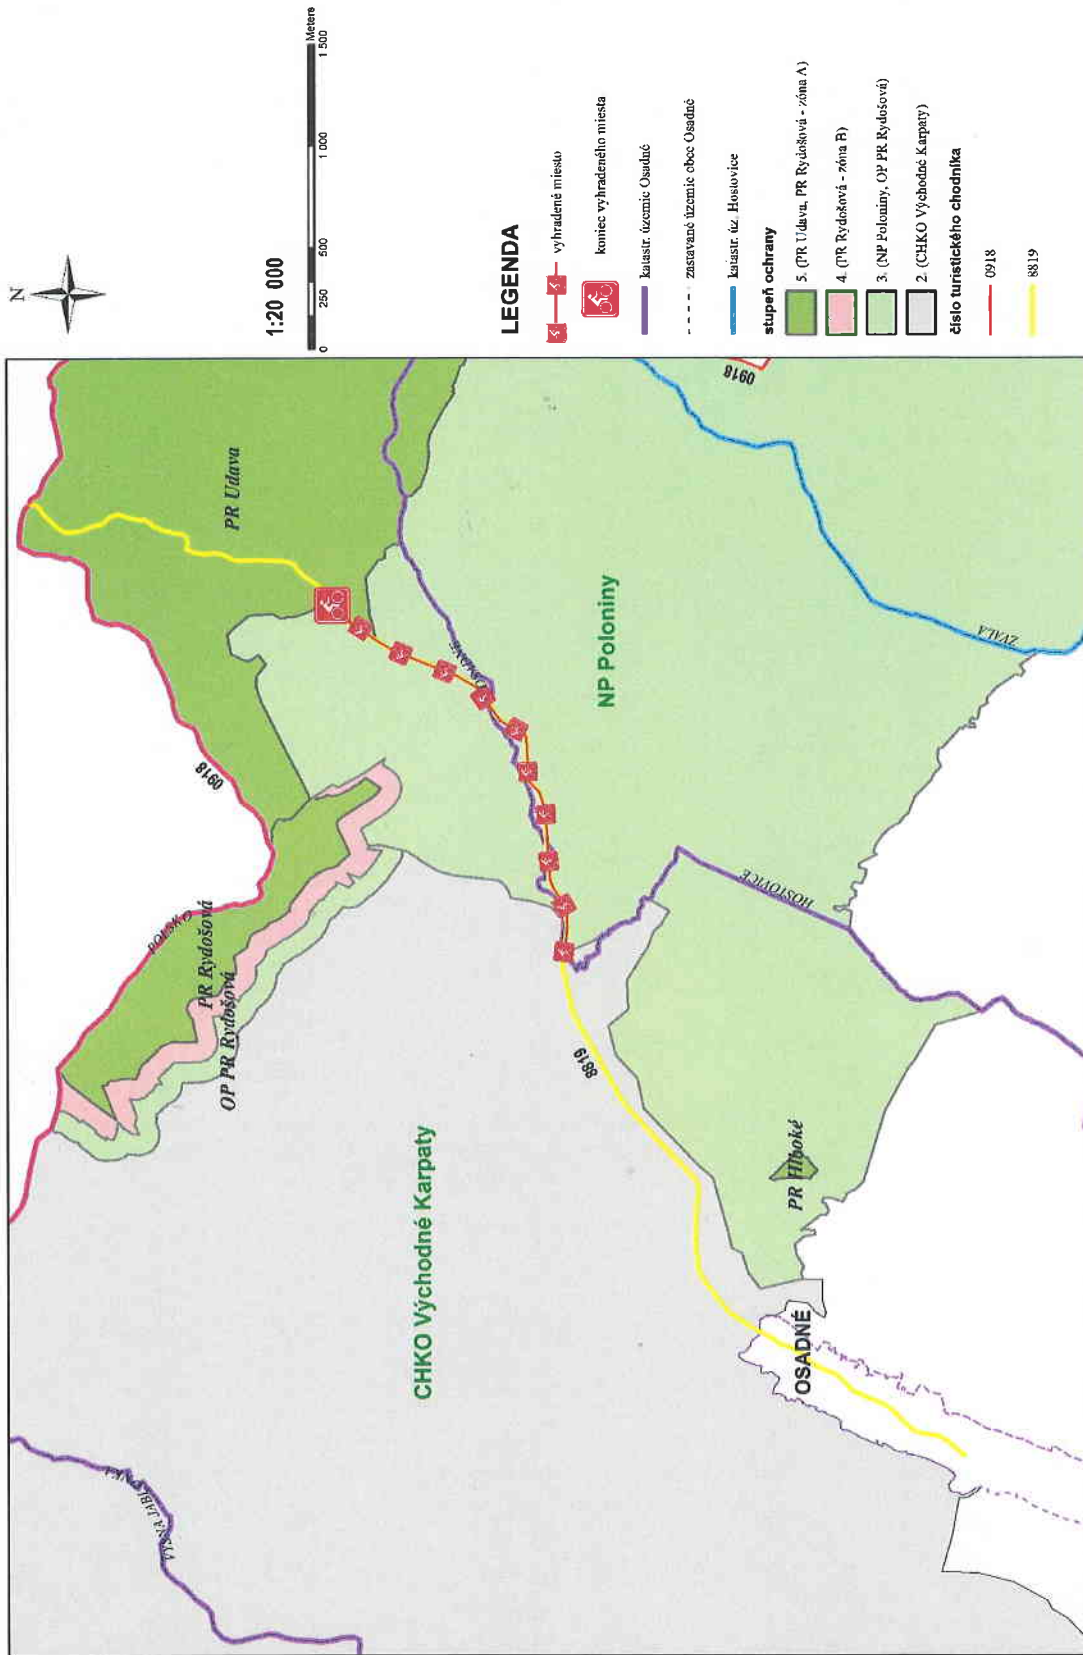 N
1:20 000
0 250 500 1 000 1 500
Meters
LEGENDA
vyhradené miesto
koniec vyhradeného miesta
katastr. územie Osadné
zastavané územie obce Osadné
katastr. úz. Hostovice
stupeň ochrany
5. (PR Udava, PR Rydošová - zóna A)
4. (PR Rydošová - zóna B)
3. (NP Poloniny, OP PR Rydošová)
2. (CHKO Východné Karpaty)
číslo turistického chodníka
0918
8819
PR Udava
0918
POĽSKO
PR Rydošová
OP PR Rydošová
OSADNÉ
NP Poloniny
0918
ZVALA
HOSTOVICE
8819
CHKO Východné Karpaty
PR Hlboké
OSADNÉ
VYŠNÁ JABLONKA